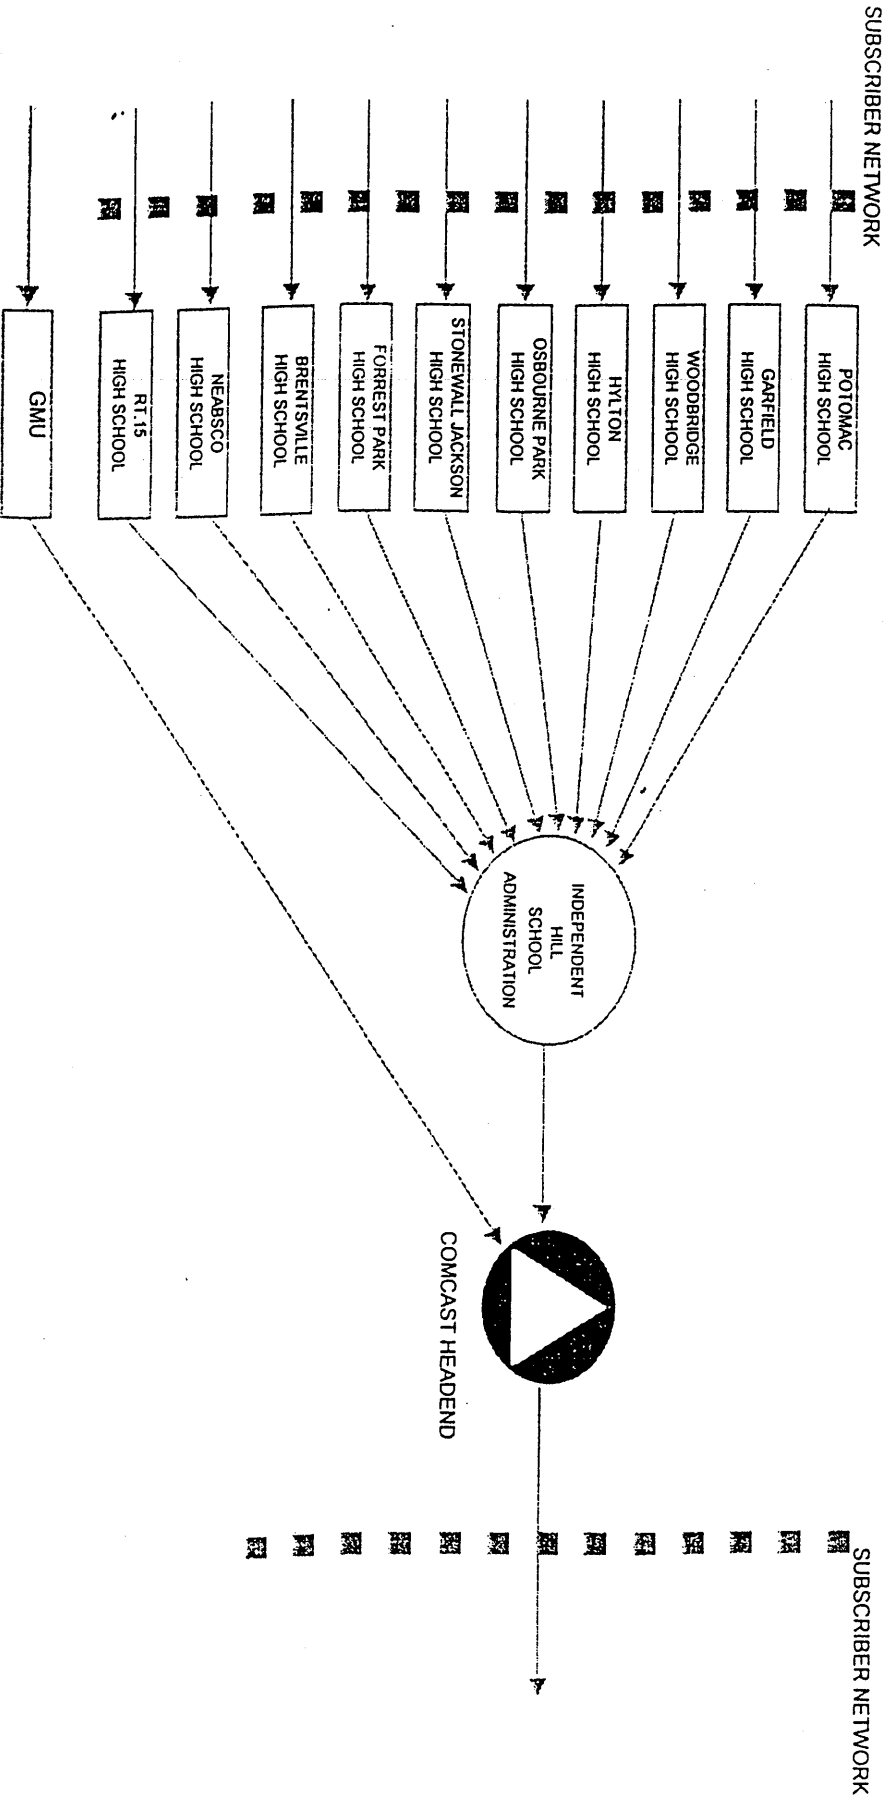 SUBSCRIBER NETWORK
POTOMAC
HIGH SCHOOL
GARFIELD
HIGH SCHOOL
WOODBRIDGE
HIGH SCHOOL
HYLTON
HIGH SCHOOL
OSBOURNE PARK
HIGH SCHOOL
STONEWALL JACKSON
HIGH SCHOOL
FORREST PARK
HIGH SCHOOL
BRENTSVILLE
HIGH SCHOOL
NEABSCO
HIGH SCHOOL
RT.15
HIGH SCHOOL
GMU
INDEPENDENT
HILL
SCHOOL
ADMINISTRATION
COMCAST HEADEND
SUBSCRIBER NETWORK